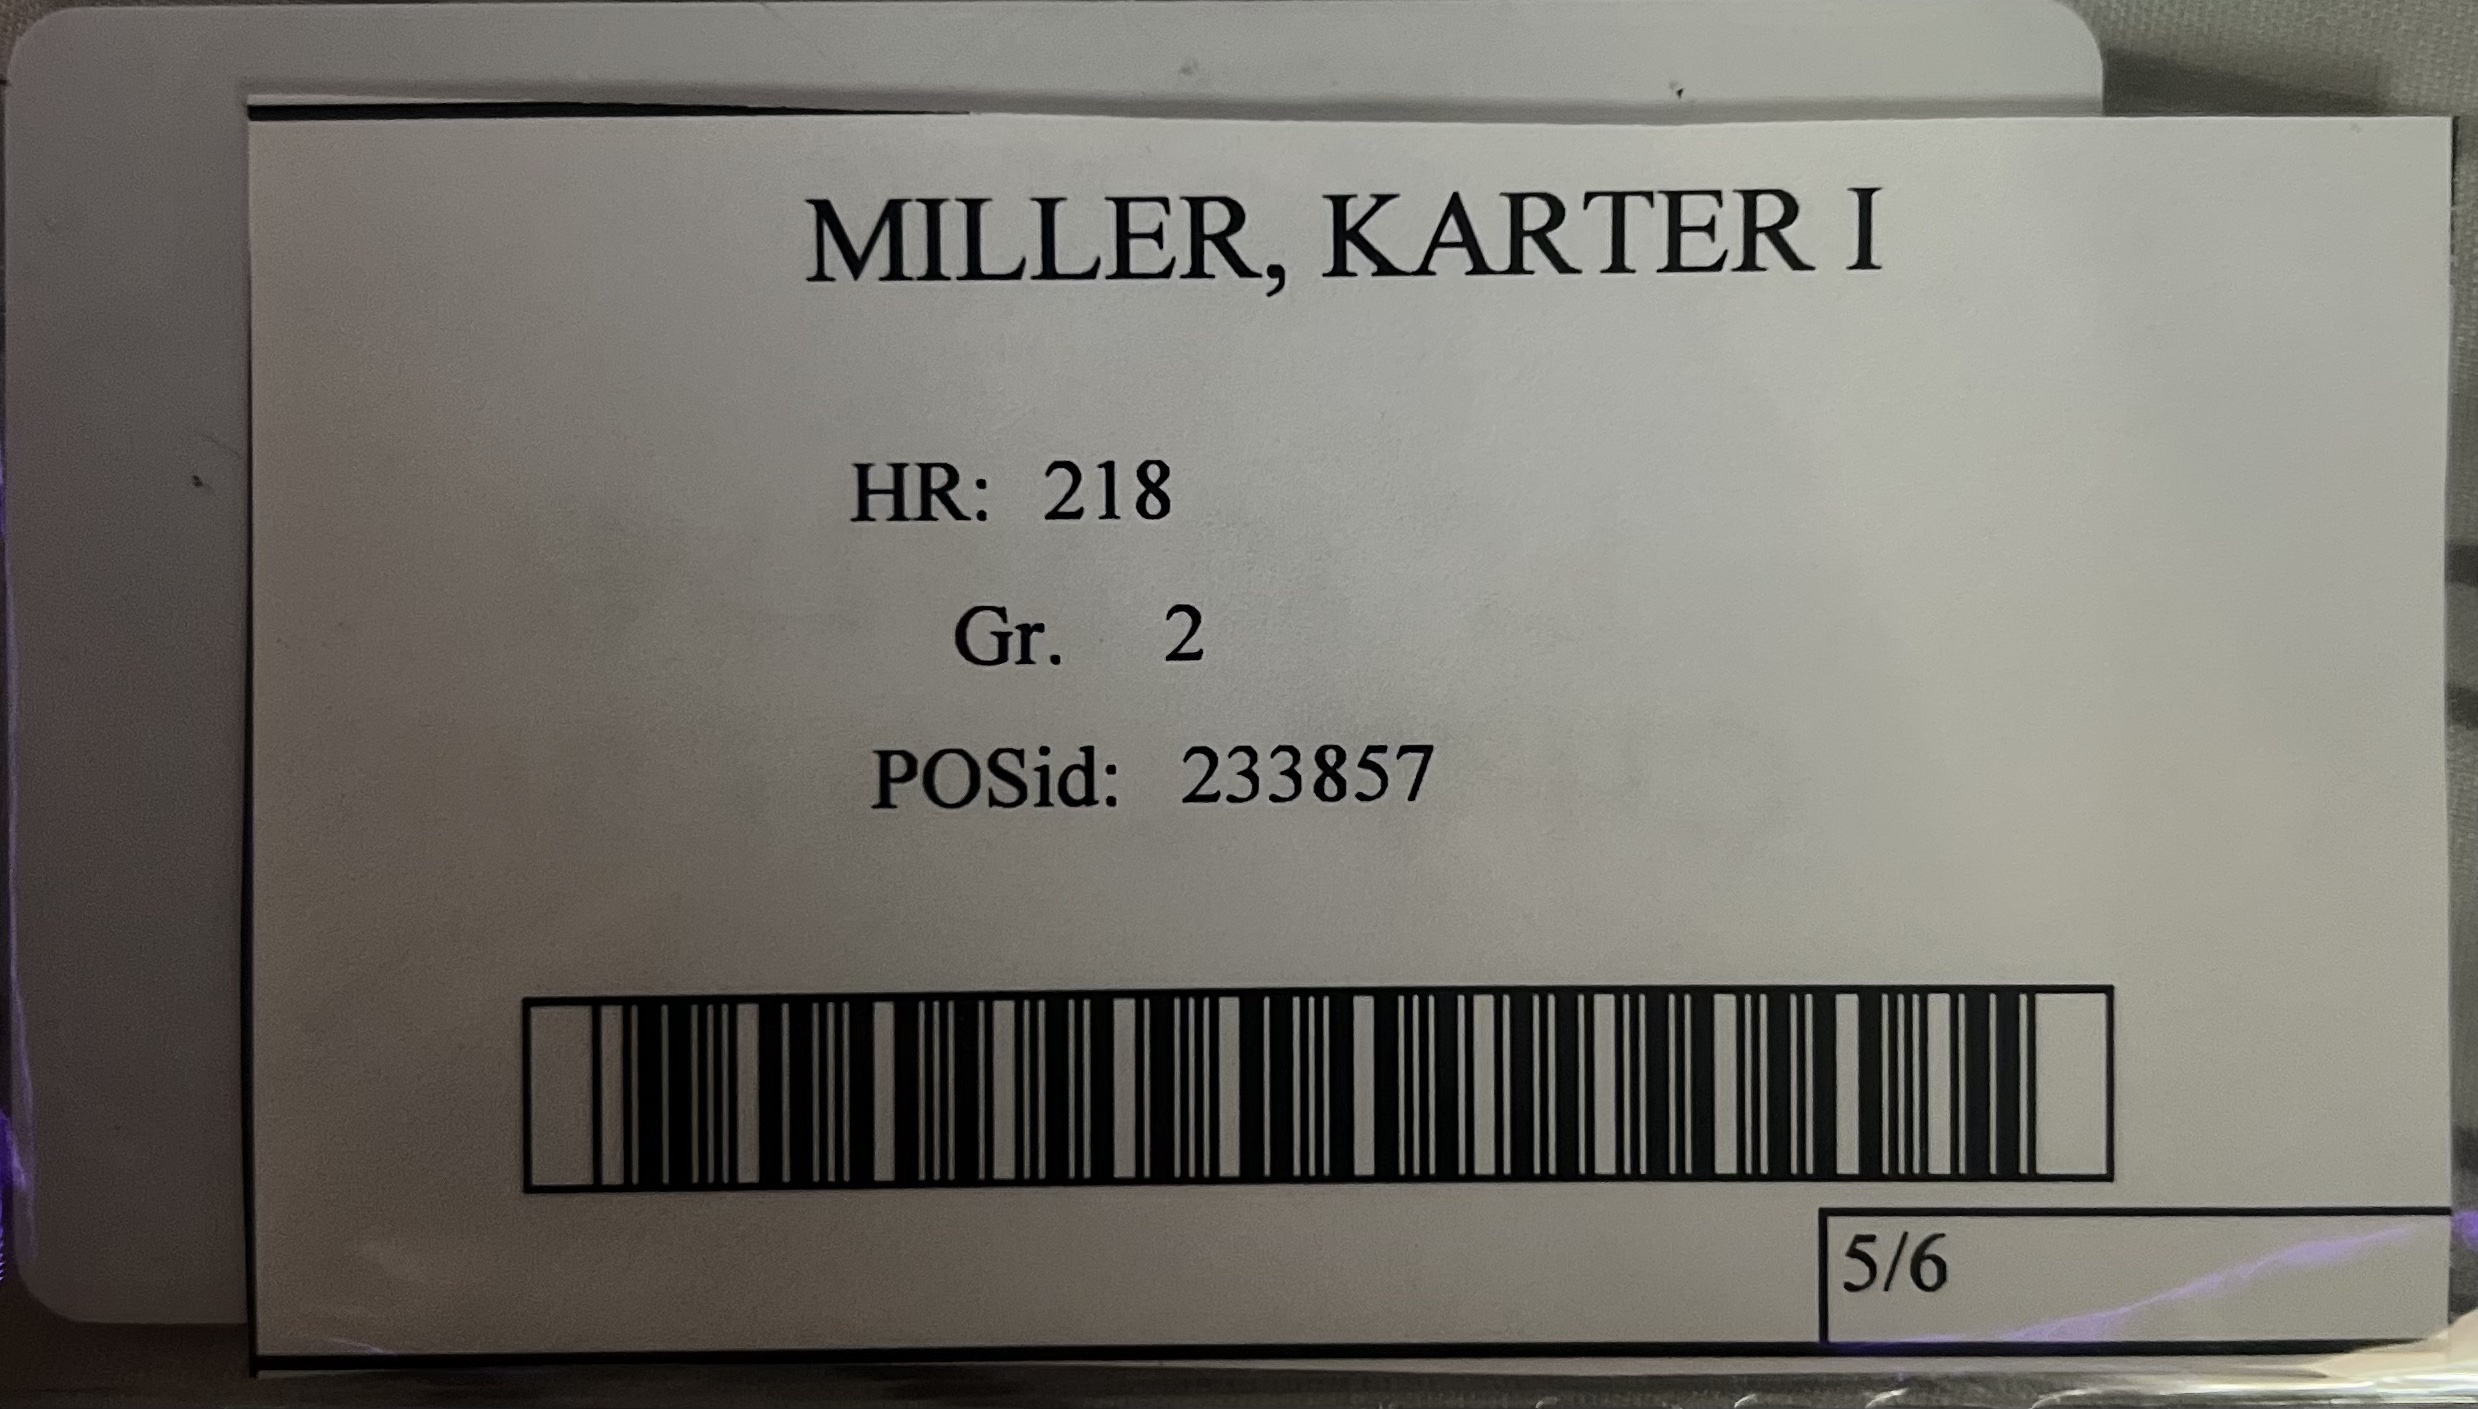 MILLER, KARTER I
HR: 218
Gr. 2
POSid: 233857
5/6